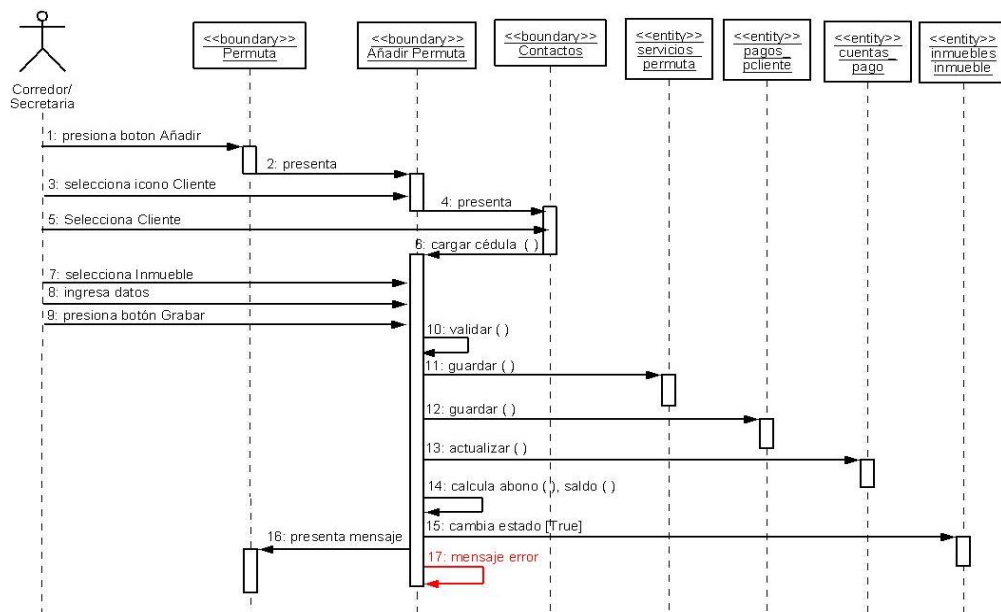 <<boundary>>
Permuta
<<boundary>>
Añadir Permuta
<<boundary>>
Contactos
<<entity>>
servicios_
permuta
<<entity>>
pagos_
pcliente
<<entity>>
cuentas_
pago
<<entity>>
inmuebles
inmueble
Corredor/
Secretaria
1: presiona boton Añadir
2: presenta
3: selecciona icono Cliente
4: presenta
5: Selecciona Cliente
6: cargar cédula ( )
7: selecciona Inmueble
8: ingresa datos
9: presiona botón Grabar
10: validar ( )
11: guardar ( )
12: guardar ( )
13: actualizar ( )
14: calcula abono ( ), saldo ( )
15: cambia estado [True]
16: presenta mensaje
17: mensaje error